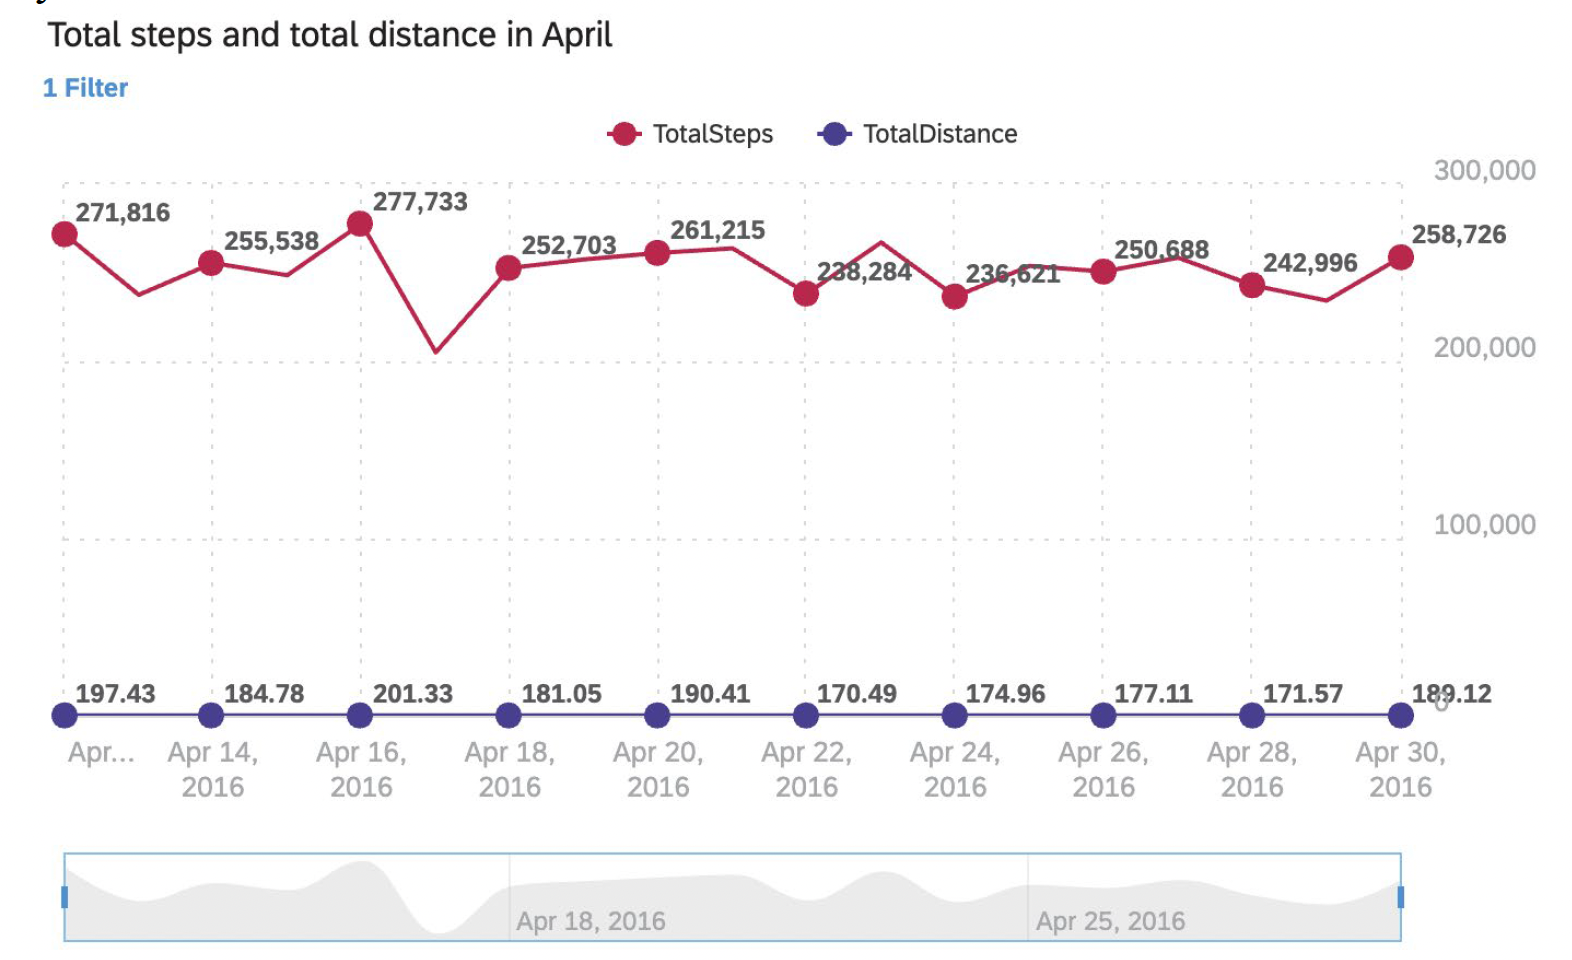 Total steps and total distance in April
1 Filter
TotalSteps TotalDistance
300,000
277,733
271,816
261,215
258,726
255,538
252,703
250,688
242,996
238,284
236,621
200,000
100,000
197.43 184.78 201.33 181.05 190.41 170.49 174.96 177.11 171.57 189.12
0
Apr... Apr 14, Apr 16, Apr 18, Apr 20, Apr 22, Apr 24, Apr 26, Apr 28, Apr 30,
2016 2016 2016 2016 2016 2016 2016 2016 2016
Apr 18, 2016 Apr 25, 2016